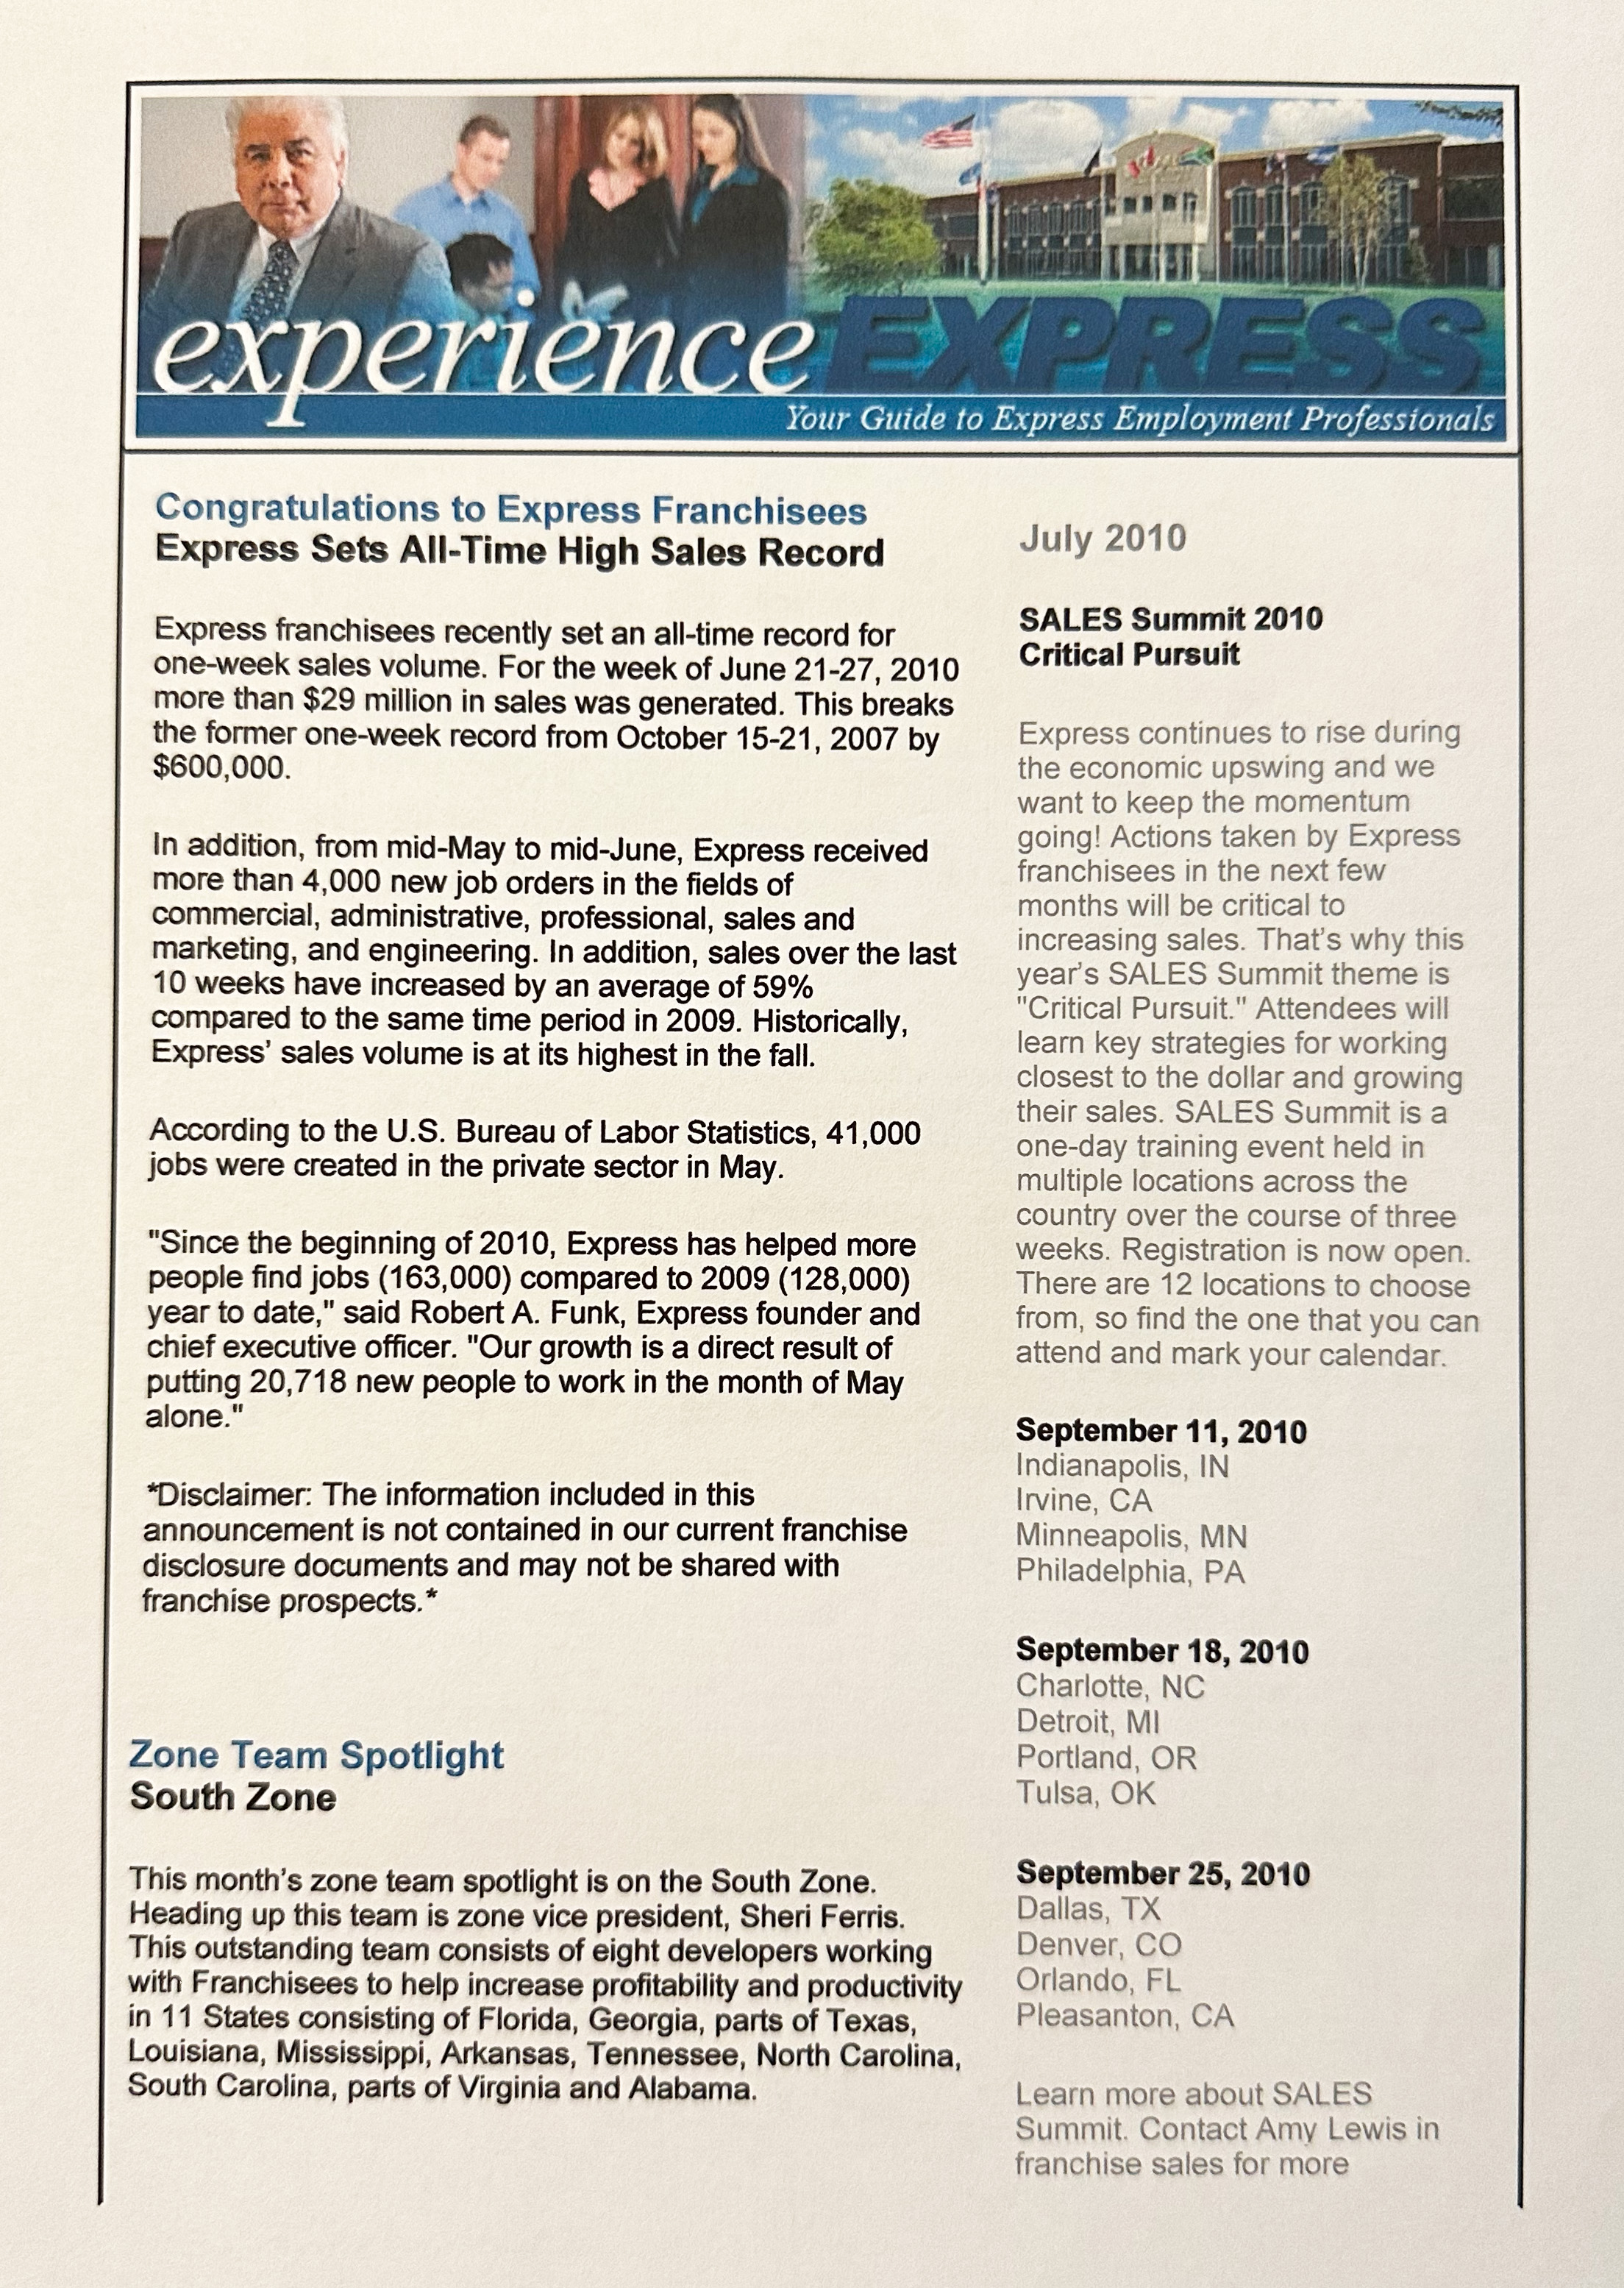 experience EXPRESS
Your Guide to Express Employment Professionals
Congratulations to Express Franchisees
Express Sets All-Time High Sales Record
Express franchisees recently set an all-time record for
one-week sales volume. For the week of June 21-27, 2010
more than $29 million in sales was generated. This breaks
the former one-week record from October 15-21, 2007 by
$600,000.
In addition, from mid-May to mid-June, Express received
more than 4,000 new job orders in the fields of
commercial, administrative, professional, sales and
marketing, and engineering. In addition, sales over the last
10 weeks have increased by an average of 59%
compared to the same time period in 2009. Historically,
Express' sales volume is at its highest in the fall.
According to the U.S. Bureau of Labor Statistics, 41,000
jobs were created in the private sector in May.
"Since the beginning of 2010, Express has helped more
people find jobs (163,000) compared to 2009 (128,000)
year to date," said Robert A. Funk, Express founder and
chief executive officer. "Our growth is a direct result of
putting 20,718 new people to work in the month of May
alone."
*Disclaimer: The information included in this
announcement is not contained in our current franchise
disclosure documents and may not be shared with
franchise prospects.*
Zone Team Spotlight
South Zone
This month's zone team spotlight is on the South Zone.
Heading up this team is zone vice president, Sheri Ferris.
This outstanding team consists of eight developers working
with Franchisees to help increase profitability and productivity
in 11 States consisting of Florida, Georgia, parts of Texas,
Louisiana, Mississippi, Arkansas, Tennessee, North Carolina,
South Carolina, parts of Virginia and Alabama.
July 2010
SALES Summit 2010
Critical Pursuit
Express continues to rise during
the economic upswing and we
want to keep the momentum
going! Actions taken by Express
franchisees in the next few
months will be critical to
increasing sales. That's why this
year's SALES Summit theme is
"Critical Pursuit." Attendees will
learn key strategies for working
closest to the dollar and growing
their sales. SALES Summit is a
one-day training event held in
multiple locations across the
country over the course of three
weeks. Registration is now open.
There are 12 locations to choose
from, so find the one that you can
attend and mark your calendar.
September 11, 2010
Indianapolis, IN
Irvine, CA
Minneapolis, MN
Philadelphia, PA
September 18, 2010
Charlotte, NC
Detroit, MI
Portland, OR
Tulsa, OK
September 25, 2010
Dallas, TX
Denver, CO
Orlando, FL
Pleasanton, CA
Learn more about SALES
Summit. Contact Amy Lewis in
franchise sales for more